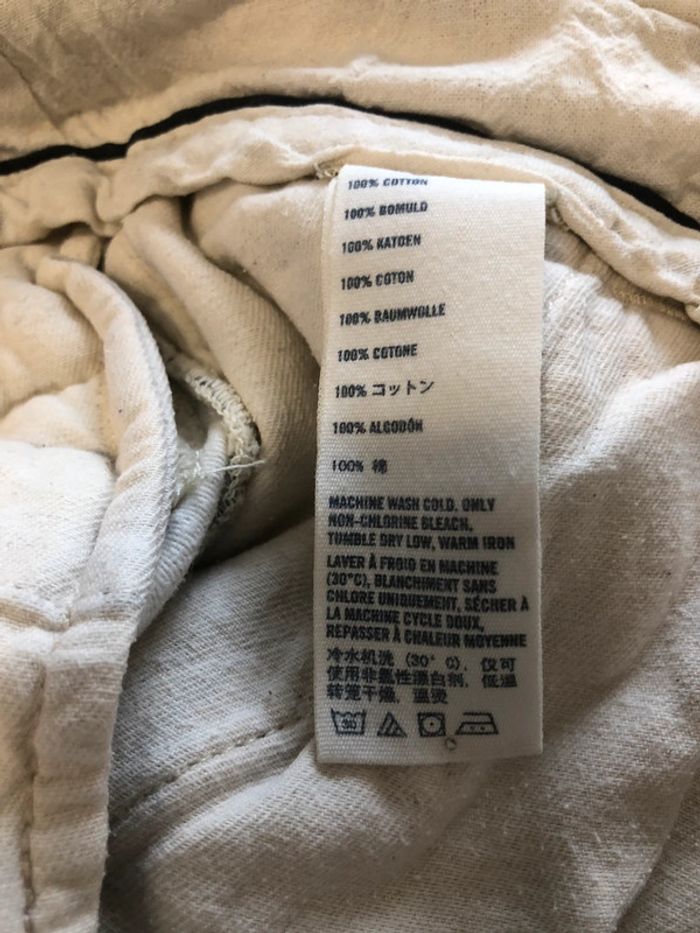 100% COTTON
100% BOMULD
100% KATOEN
100% COTON
100% BAUMWOLLE
100% COTONE
100% コットン
100% ALGODÓN
100% 棉
MACHINE WASH COLD, ONLY
NON-CHLORINE BLEACH,
TUMBLE DRY LOW, WARM IRON
LAVER À FROID EN MACHINE
(30°C), BLANCHIMENT SANS
CHLORE UNIQUEMENT, SÉCHER À
LA MACHINE CYCLE DOUX,
REPASSER À CHALEUR MOYENNE
冷水机洗 (30° C), 仅可
使用非氯性漂白剂, 低温
转笼干燥, 温烫
30